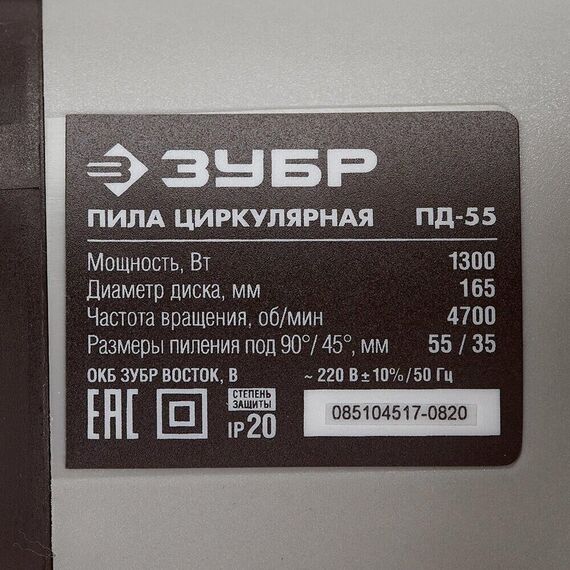 ЗУБР
ПИЛА ЦИРКУЛЯРНАЯ ПД-55
Мощность, Вт 1300
Диаметр диска, мм 165
Частота вращения, об/мин 4700
Размеры пиления под 90°/ 45°, мм 55 / 35
ОКБ ЗУБР ВОСТОК, В ~ 220 В ± 10% / 50 Гц
EAC СТЕПЕНЬ
ЗАЩИТЫ
IP20 085104517-0820